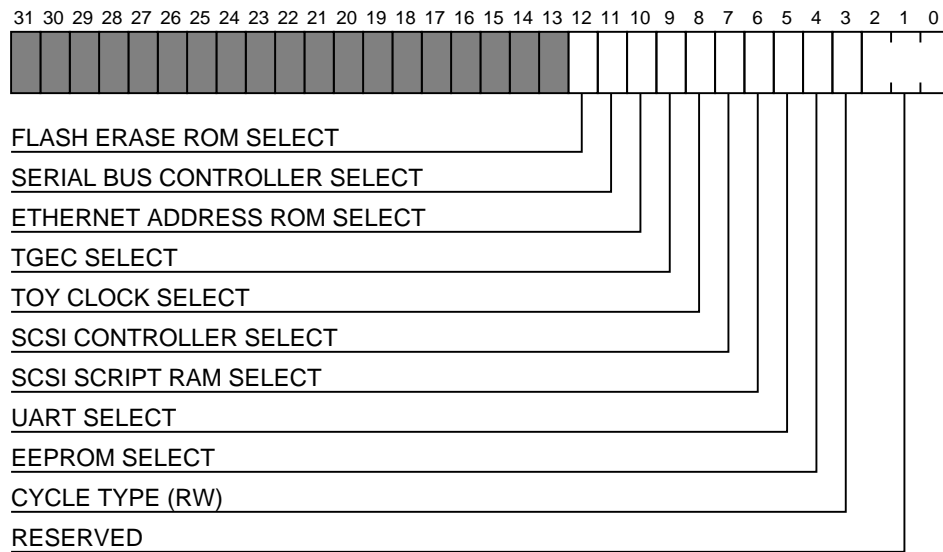 31 30 29 28 27 26 25 24 23 22 21 20 19 18 17 16 15 14 13 12 11 10 9 8 7 6 5 4 3 2 1 0
FLASH ERASE ROM SELECT
SERIAL BUS CONTROLLER SELECT
ETHERNET ADDRESS ROM SELECT
TGEC SELECT
TOY CLOCK SELECT
SCSI CONTROLLER SELECT
SCSI SCRIPT RAM SELECT
UART SELECT
EEPROM SELECT
CYCLE TYPE (RW)
RESERVED